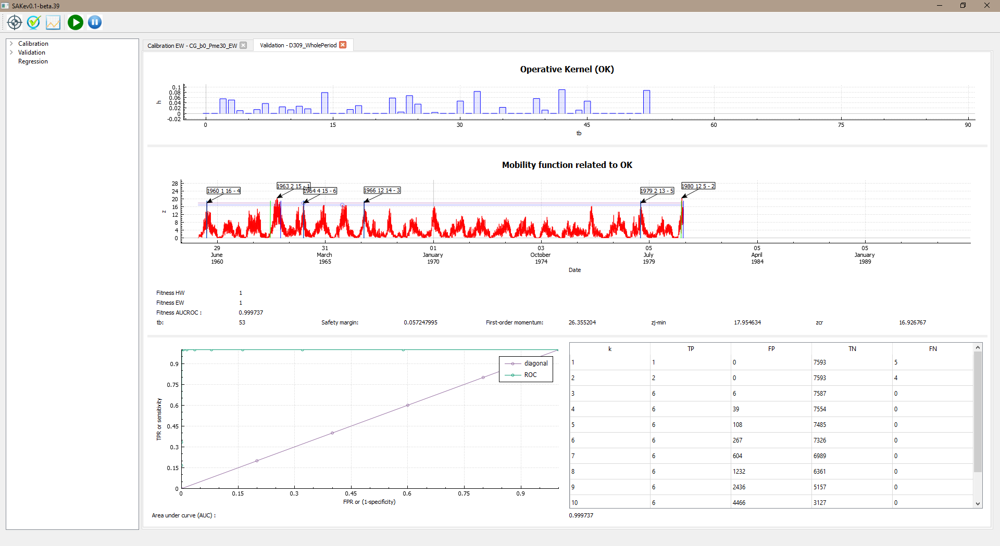 SAKev0.1-beta.39
Calibration
Validation
Regression
Calibration EW - CG_b0_Pme30_EW
Validation - D309_WholePeriod
Operative Kernel (OK)
h
0.1
0.08
0.06
0.04
0.02
0
-0.02
0 15 30 45 60 75 90
tb
Mobility function related to OK
z
28
24
20
16
12
8
4
0
1960 1 16 - 4
1963 2 15 - 1
1964 4 15 - 6
1966 12 14 - 3
1979 2 13 - 5
1980 12 5 - 2
29 31 01 03 05 05 05
June March January October July April January
1960 1965 1970 1974 1979 1984 1989
Date
Fitness HW 1
Fitness EW 1
Fitness AUCROC : 0.999737
tb: 53 Safety margin: 0.057247995 First-order momentum: 26.355204 zj-min 17.954634 zcr 16.926767
TPR or sensitivity
0.9
0.75
0.6
0.45
0.3
0.15
0
diagonal
ROC
0 0.15 0.3 0.45 0.6 0.75 0.9
FPR or (1-specificity)
k TP FP TN FN
1 1 0 7593 5
2 2 0 7593 4
3 6 6 7587 0
4 6 39 7554 0
5 6 108 7485 0
6 6 267 7326 0
7 6 604 6989 0
8 6 1232 6361 0
9 6 2436 5157 0
10 6 4466 3127 0
Area under curve (AUC) : 0.999737